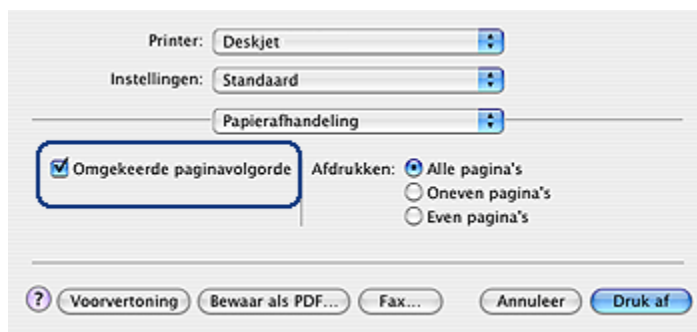 Printer: Deskjet
Instellingen: Standaard
Papierafhandeling
Omgekeerde paginavolgorde Afdrukken: Alle pagina's
Oneven pagina's
Even pagina's
? Voorvertoning Bewaar als PDF... Fax... Annuleer Druk af